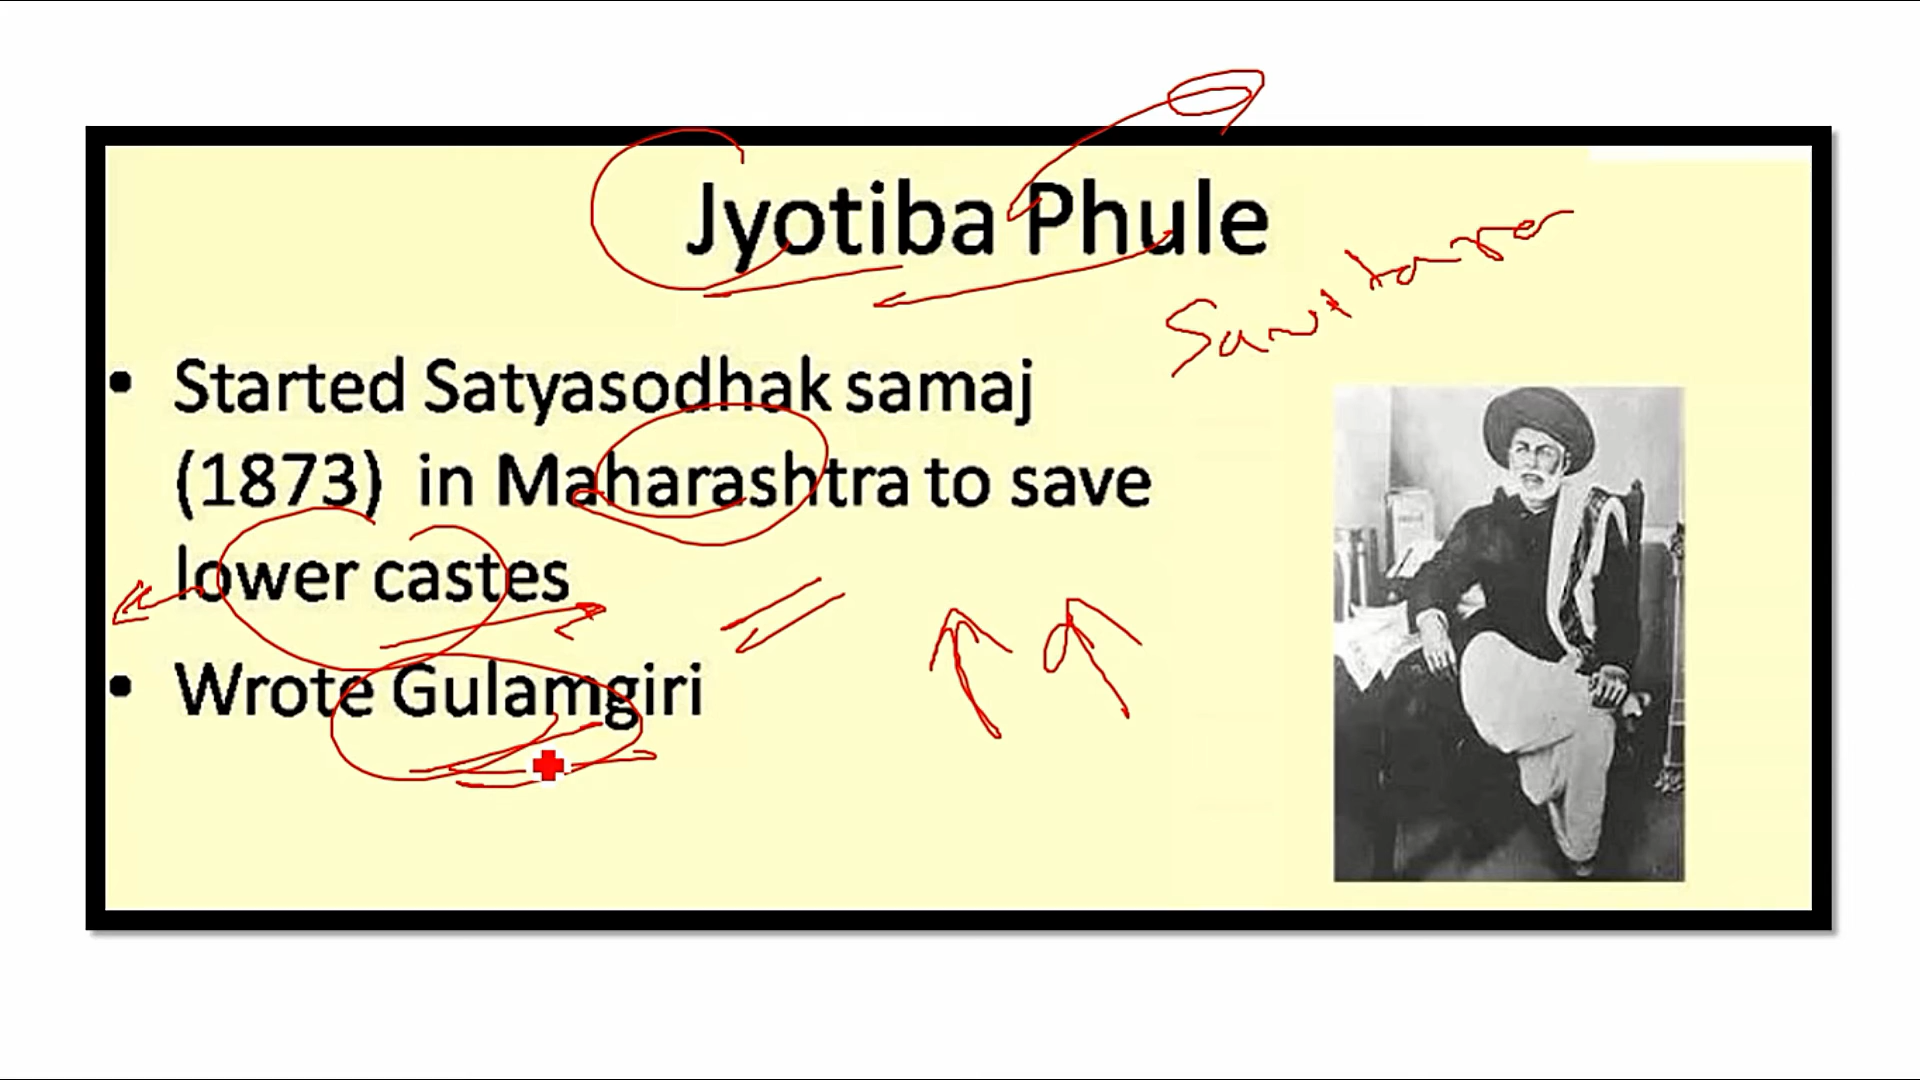 Jyotiba Phule
• Started Satyasodhak samaj
(1873) in Maharashtra to save
lower castes
• Wrote Gulamgiri